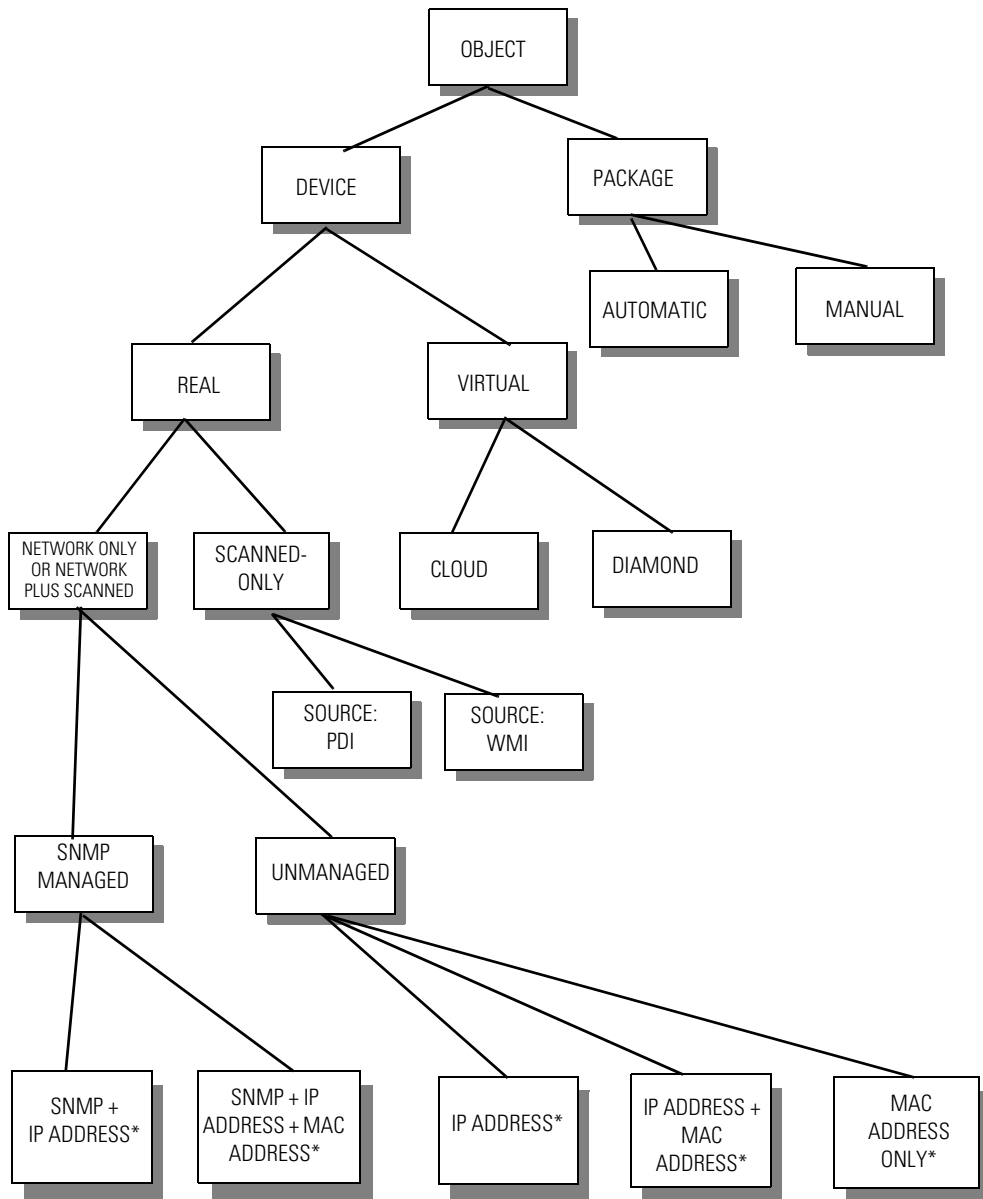 OBJECT
DEVICE
PACKAGE
AUTOMATIC
MANUAL
REAL
VIRTUAL
NETWORK ONLY
OR NETWORK
PLUS SCANNED
SCANNED-
ONLY
CLOUD
DIAMOND
SOURCE:
PDI
SOURCE:
WMI
SNMP
MANAGED
UNMANAGED
SNMP +
IP ADDRESS*
SNMP + IP
ADDRESS + MAC
ADDRESS*
IP ADDRESS*
IP ADDRESS +
MAC
ADDRESS*
MAC
ADDRESS
ONLY*